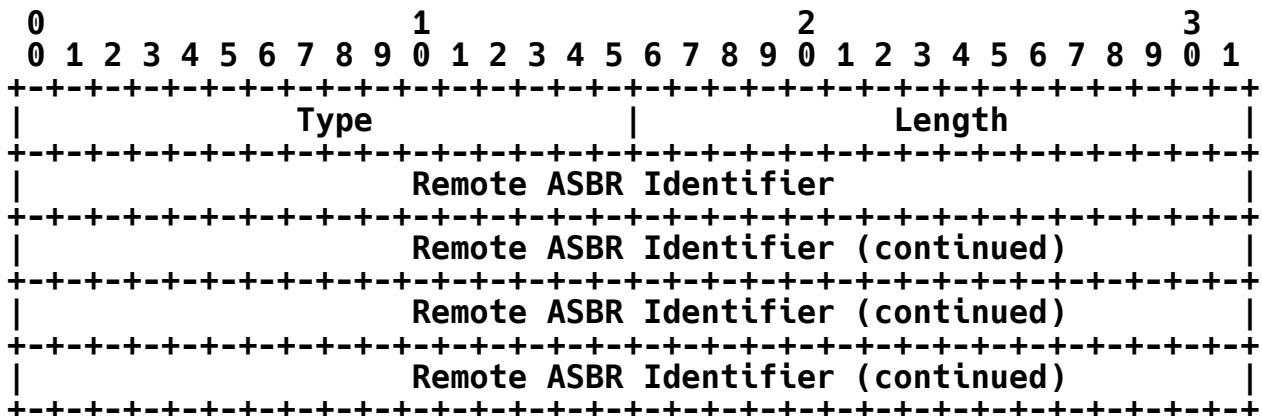 0                   1                   2                   3
 0 1 2 3 4 5 6 7 8 9 0 1 2 3 4 5 6 7 8 9 0 1 2 3 4 5 6 7 8 9 0 1
+-+-+-+-+-+-+-+-+-+-+-+-+-+-+-+-+-+-+-+-+-+-+-+-+-+-+-+-+-+-+-+-+
|              Type             |             Length            |
+-+-+-+-+-+-+-+-+-+-+-+-+-+-+-+-+-+-+-+-+-+-+-+-+-+-+-+-+-+-+-+-+
|                    Remote ASBR Identifier                     |
+-+-+-+-+-+-+-+-+-+-+-+-+-+-+-+-+-+-+-+-+-+-+-+-+-+-+-+-+-+-+-+-+
|                    Remote ASBR Identifier (continued)         |
+-+-+-+-+-+-+-+-+-+-+-+-+-+-+-+-+-+-+-+-+-+-+-+-+-+-+-+-+-+-+-+-+
|                    Remote ASBR Identifier (continued)         |
+-+-+-+-+-+-+-+-+-+-+-+-+-+-+-+-+-+-+-+-+-+-+-+-+-+-+-+-+-+-+-+-+
|                    Remote ASBR Identifier (continued)         |
+-+-+-+-+-+-+-+-+-+-+-+-+-+-+-+-+-+-+-+-+-+-+-+-+-+-+-+-+-+-+-+-+